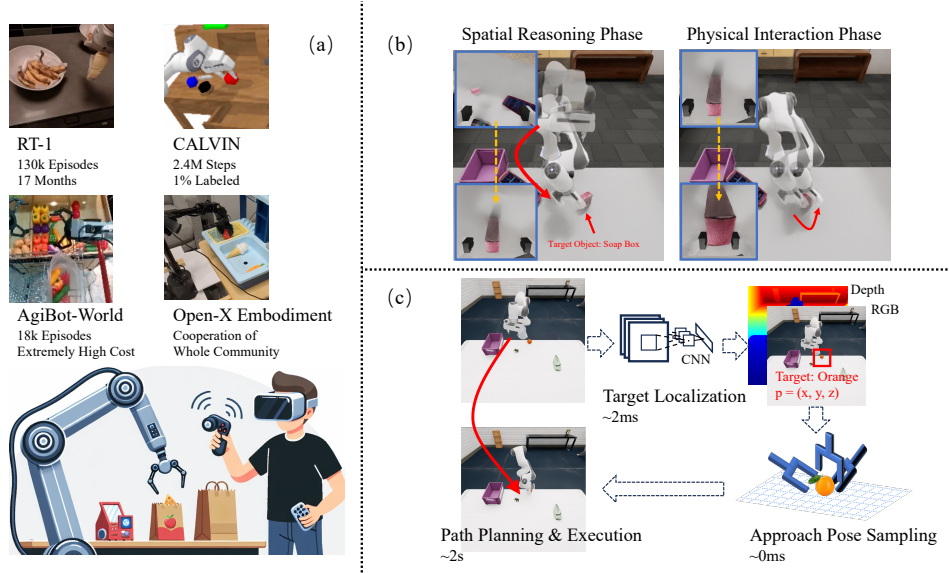 (a)
RT-1
130k Episodes
17 Months
CALVIN
2.4M Steps
1% Labeled
AgiBot-World
18k Episodes
Extremely High Cost
Open-X Embodiment
Cooperation of
Whole Community
(b)
Spatial Reasoning Phase
Physical Interaction Phase
Target Object: Soap Box
(c)
CNN
Target Localization
~2ms
Depth
RGB
Target: Orange
p = (x, y, z)
Path Planning & Execution
~2s
Approach Pose Sampling
~0ms